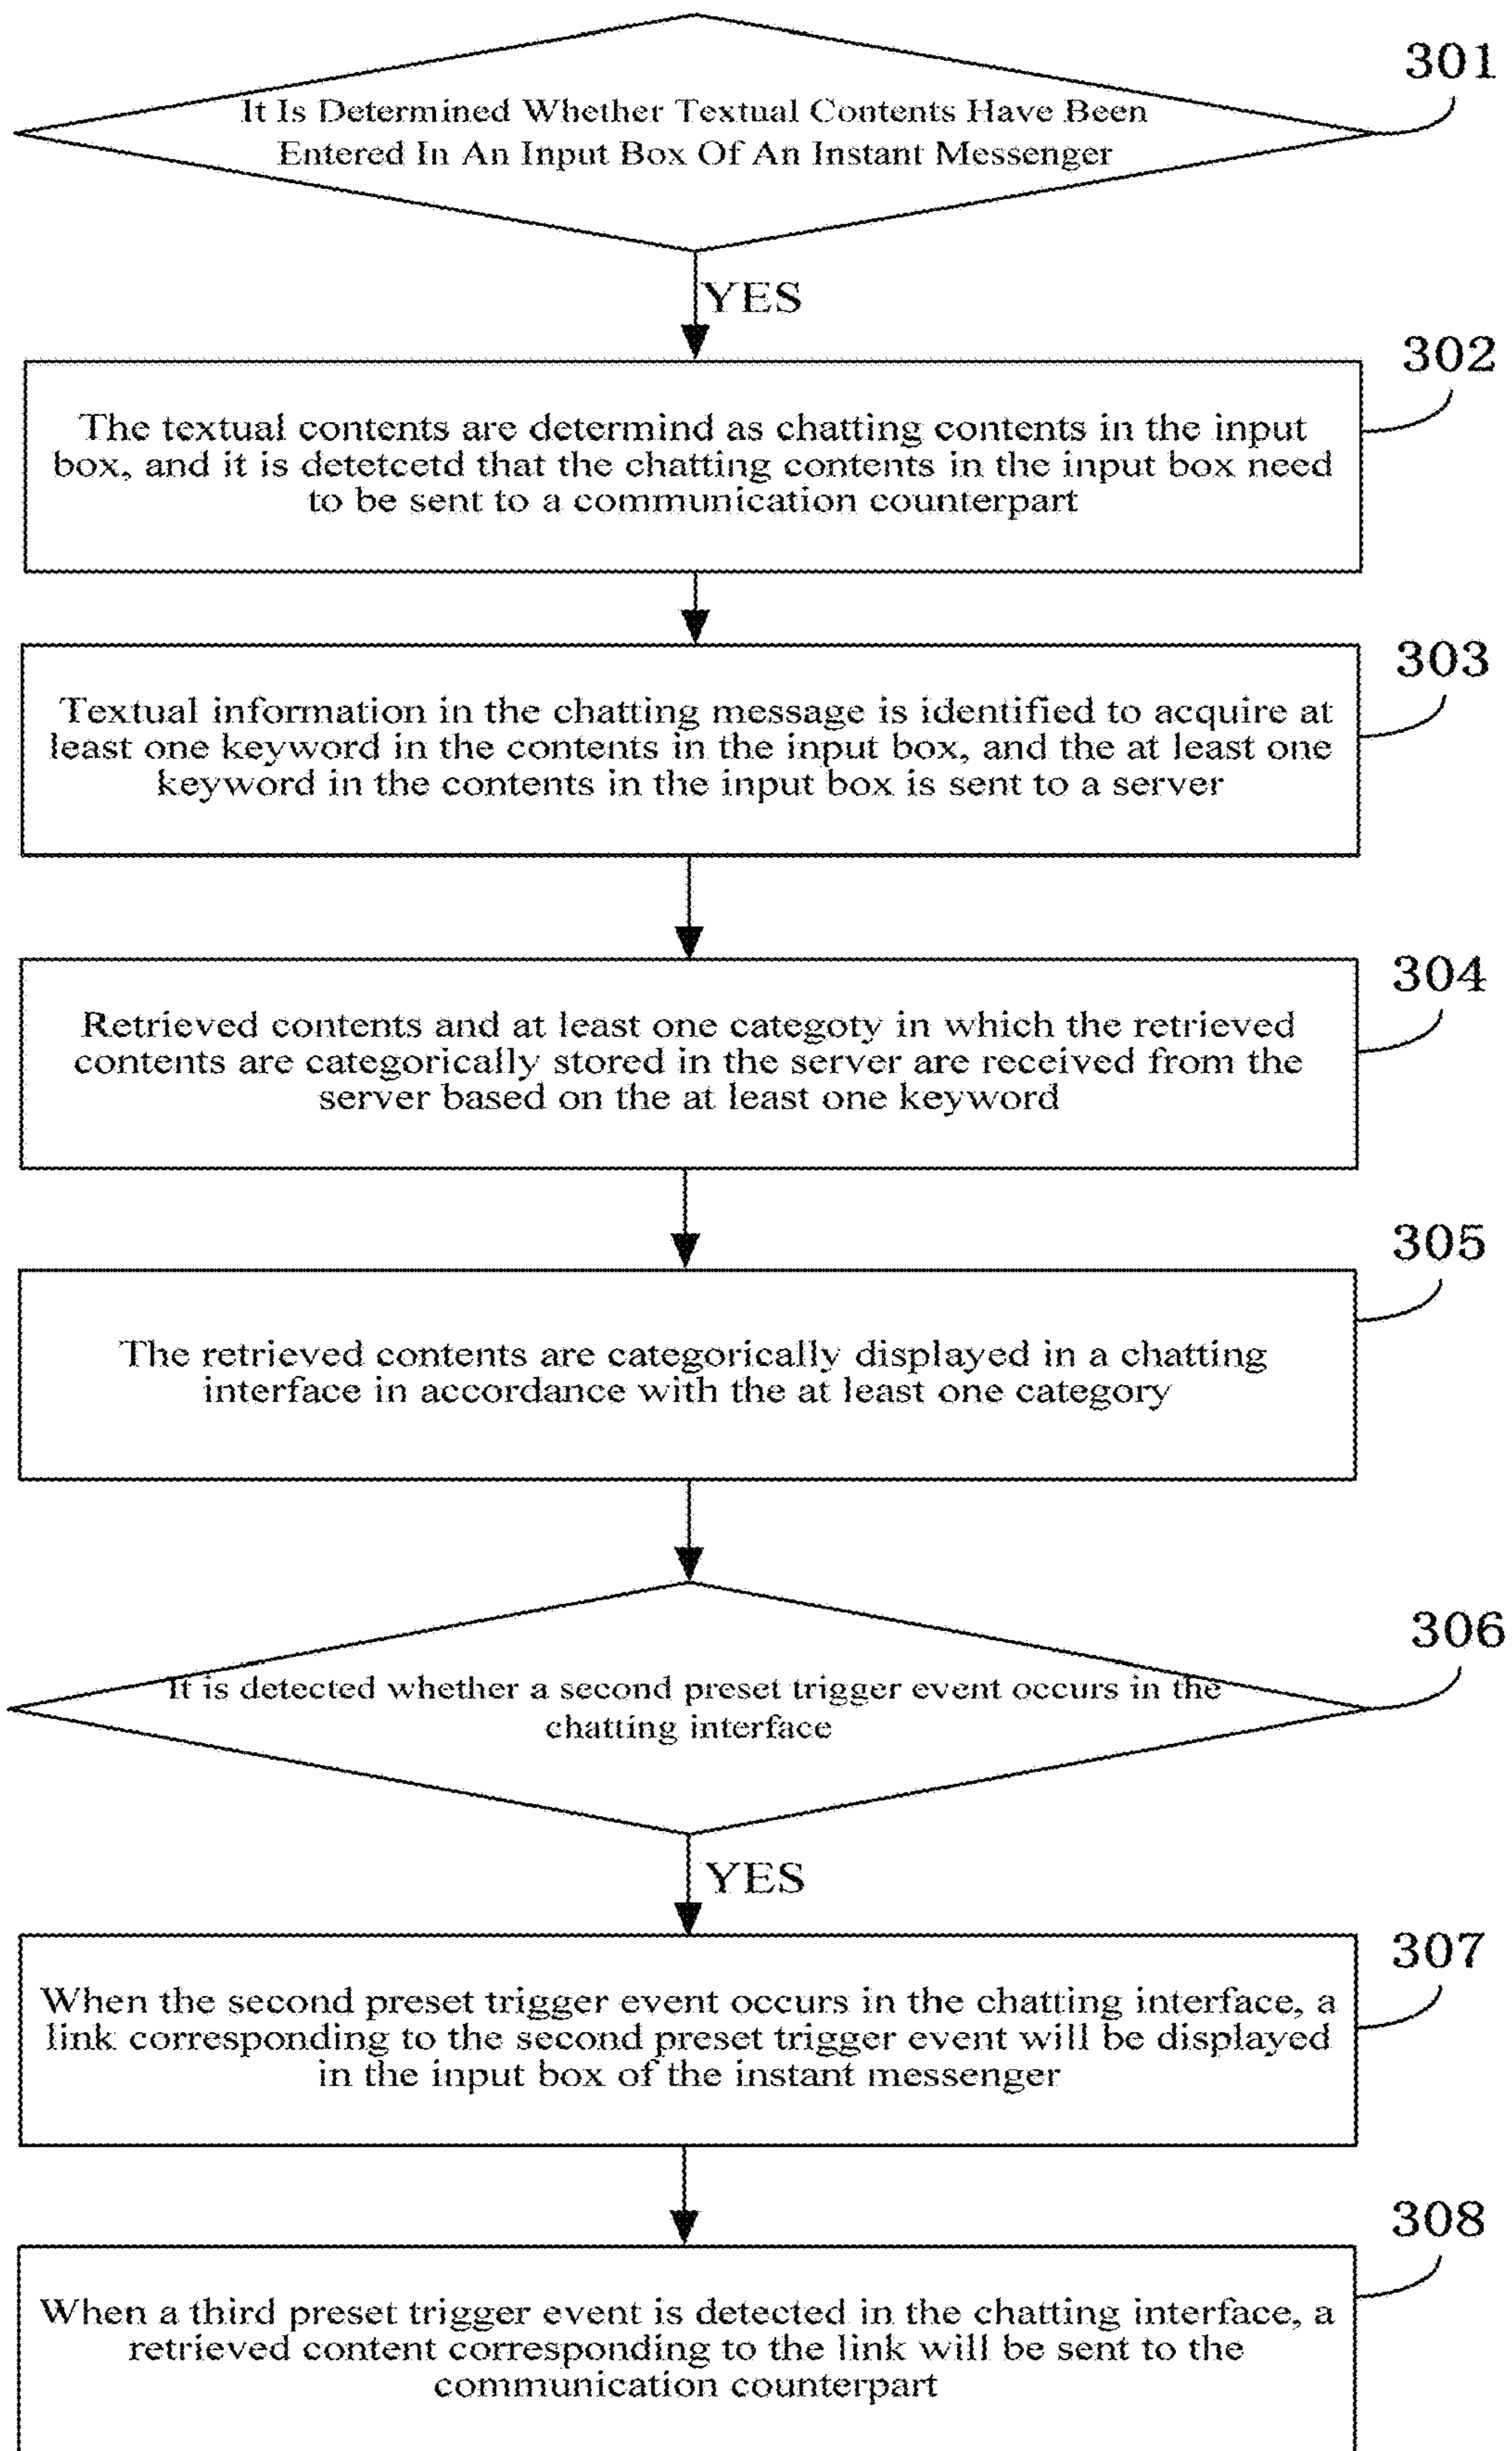 301
It Is Determined Whether Textual Contents Have Been
Entered In An Input Box Of An Instant Messenger
YES
302
The textual contents are determind as chatting contents in the input
box, and it is detetcetd that the chatting contents in the input box need
to be sent to a communication counterpart
303
Textual information in the chatting message is identified to acquire at
least one keyword in the contents in the input box, and the at least one
keyword in the contents in the input box is sent to a server
304
Retrieved contents and at least one categoty in which the retrieved
contents are categorically stored in the server are received from the
server based on the at least one keyword
305
The retrieved contents are categorically displayed in a chatting
interface in accordance with the at least one category
306
It is detected whether a second preset trigger event occurs in the
chatting interface
YES
307
When the second preset trigger event occurs in the chatting interface, a
link corresponding to the second preset trigger event will be displayed
in the input box of the instant messenger
308
When a third preset trigger event is detected in the chatting interface, a
retrieved content corresponding to the link will be sent to the
communication counterpart